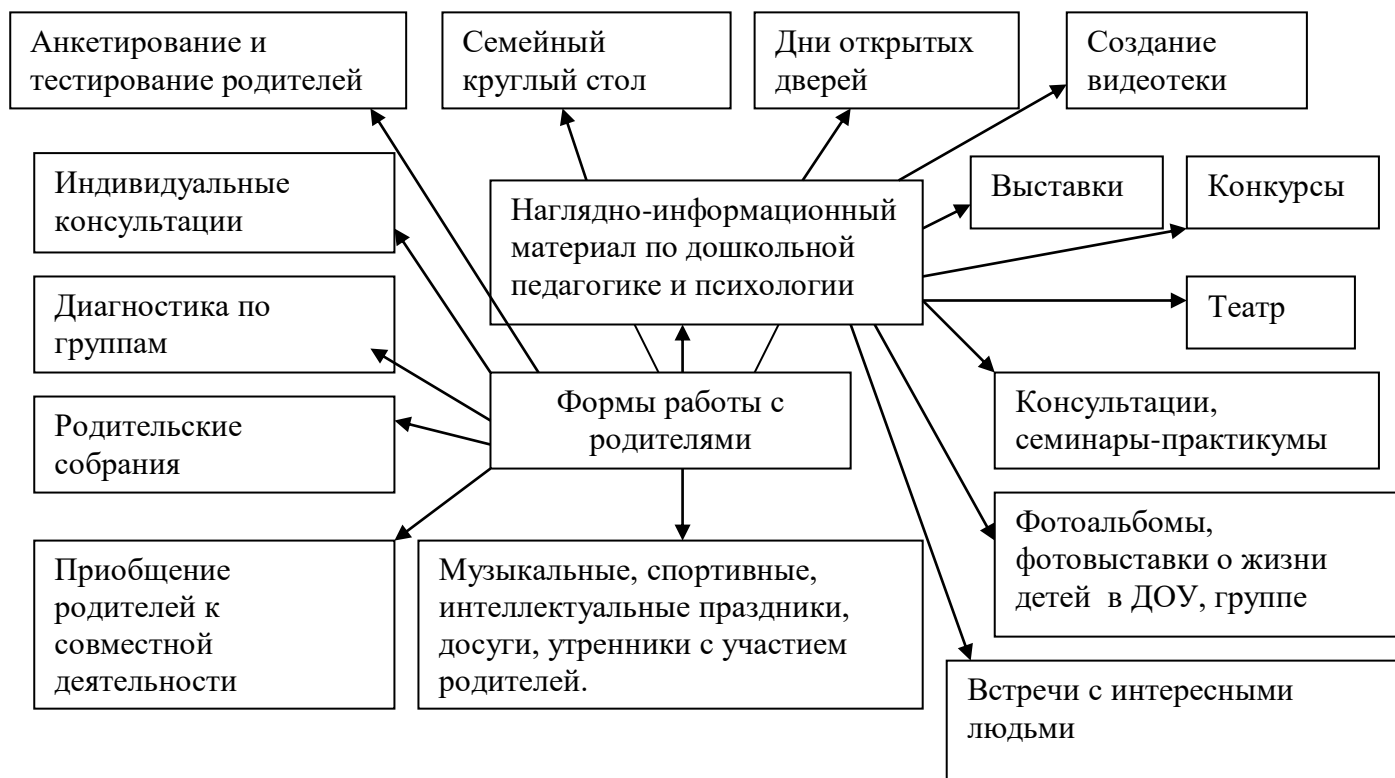 Анкетирование и
тестирование родителей
Семейный
круглый стол
Дни открытых
дверей
Создание
видеотеки
Индивидуальные
консультации
Наглядно-информационный
материал по дошкольной
педагогике и психологии
Выставки
Конкурсы
Диагностика по
группам
Театр
Родительские
собрания
Формы работы с
родителями
Консультации,
семинары-практикумы
Фотоальбомы,
фотовыставки о жизни
детей  в ДОУ, группе
Приобщение
родителей к
совместной
деятельности
Музыкальные, спортивные,
интеллектуальные праздники,
досуги, утренники с участием
родителей.
Встречи с интересными
людьми